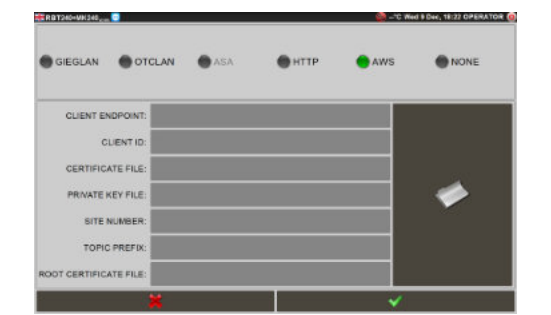 RBT240+MK240
--°C Wed 9 Dec, 18:22 OPERATOR
GIEGLAN OTCLAN ASA HTTP AWS NONE
CLIENT ENDPOINT:
CLIENT ID:
CERTIFICATE FILE:
PRIVATE KEY FILE:
SITE NUMBER:
TOPIC PREFIX:
ROOT CERTIFICATE FILE: